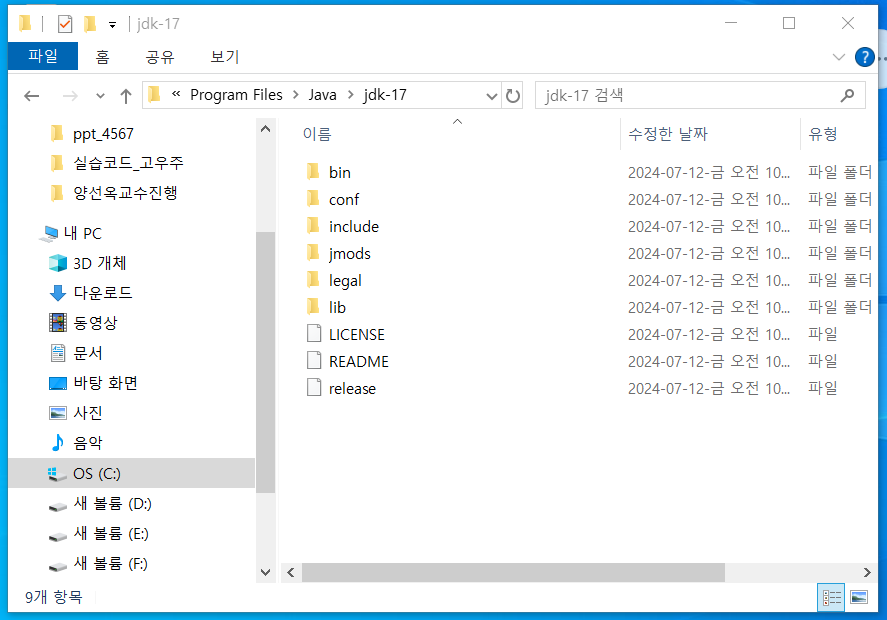 jdk-17
파일 홈 공유 보기
« Program Files > Java > jdk-17
jdk-17 검색
ppt_4567
실습코드_고우주
양선옥교수진행
내 PC
3D 개체
다운로드
동영상
문서
바탕 화면
사진
음악
OS (C:)
새 볼륨 (D:)
새 볼륨 (E:)
새 볼륨 (F:)
이름 수정한 날짜 유형
bin 2024-07-12-금 오전 10... 파일 폴더
conf 2024-07-12-금 오전 10... 파일 폴더
include 2024-07-12-금 오전 10... 파일 폴더
jmods 2024-07-12-금 오전 10... 파일 폴더
legal 2024-07-12-금 오전 10... 파일 폴더
lib 2024-07-12-금 오전 10... 파일 폴더
LICENSE 2024-07-12-금 오전 10... 파일
README 2024-07-12-금 오전 10... 파일
release 2024-07-12-금 오전 10... 파일
9개 항목